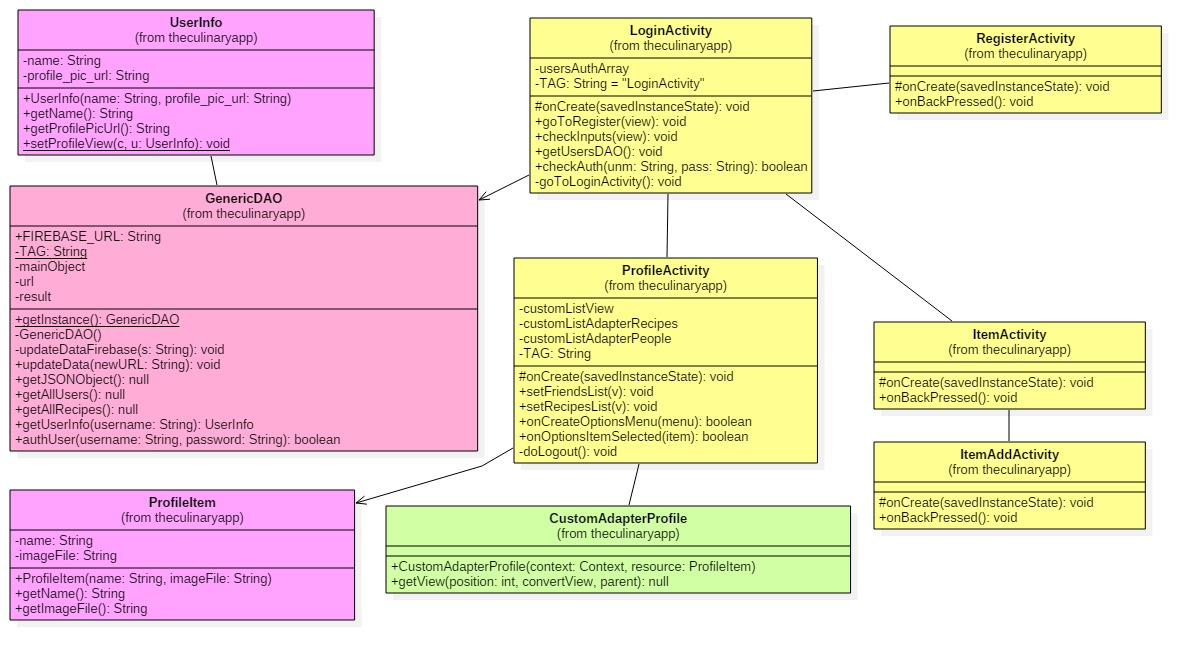 UserInfo
(from theculinaryapp)
-name: String
-profile_pic_url: String
+UserInfo(name: String, profile_pic_url: String)
+getName(): String
+getProfilePicUrl(): String
+setProfileView(c, u: UserInfo): void
LoginActivity
(from theculinaryapp)
-usersAuthArray
-TAG: String = "LoginActivity"
#onCreate(savedInstanceState): void
+goToRegister(view): void
+checkInputs(view): void
+getUsersDAO(): void
+checkAuth(unm: String, pass: String): boolean
-goToLoginActivity(): void
RegisterActivity
(from theculinaryapp)
#onCreate(savedInstanceState): void
+onBackPressed(): void
GenericDAO
(from theculinaryapp)
+FIREBASE_URL: String
-TAG: String
-mainObject
-url
-result
+getInstance(): GenericDAO
-GenericDAO()
-updateDataFirebase(s: String): void
+updateData(newURL: String): void
+getJSONObject(): null
+getAllUsers(): null
+getAllRecipes(): null
+getUserInfo(username: String): UserInfo
+authUser(username: String, password: String): boolean
ProfileActivity
(from theculinaryapp)
-customListView
-customListAdapterRecipes
-customListAdapterPeople
-TAG: String
#onCreate(savedInstanceState): void
+setFriendsList(v): void
+setRecipesList(v): void
+onCreateOptionsMenu(menu): boolean
+onOptionsItemSelected(item): boolean
-doLogout(): void
ItemActivity
(from theculinaryapp)
#onCreate(savedInstanceState): void
+onBackPressed(): void
ItemAddActivity
(from theculinaryapp)
#onCreate(savedInstanceState): void
+onBackPressed(): void
ProfileItem
(from theculinaryapp)
-name: String
-imageFile: String
+ProfileItem(name: String, imageFile: String)
+getName(): String
+getImageFile(): String
CustomAdapterProfile
(from theculinaryapp)
+CustomAdapterProfile(context: Context, resource: ProfileItem)
+getView(position: int, convertView, parent): null